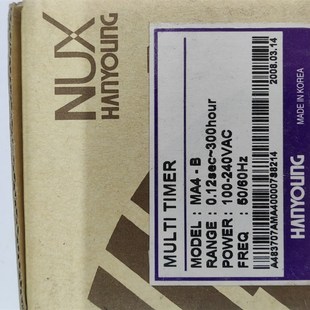 NUX
HANYOUNG
MULTI TIMER
MODEL : MA4 - B
RANGE : 0.12sec~300hour
POWER : 100-240VAC
FREQ : 50/60Hz
2008.03.14
MADE IN KOREA
HANYOUNG
A483707AMA40000788214